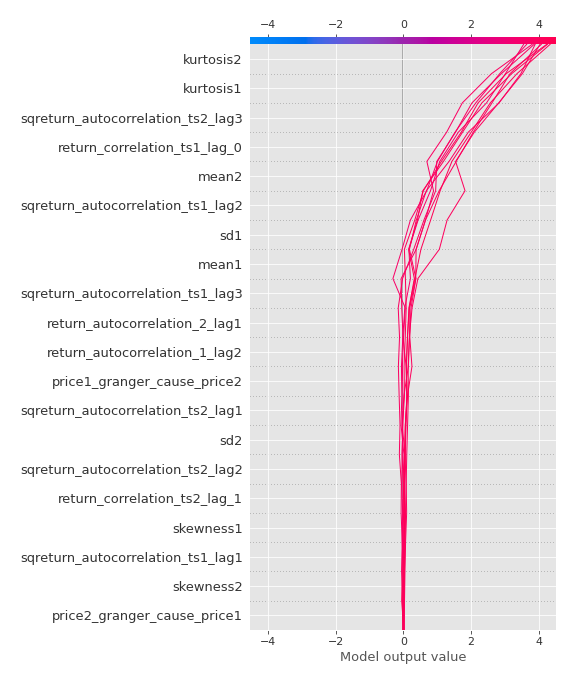 −4 −2 0 2 4
kurtosis2
kurtosis1
sqreturn_autocorrelation_ts2_lag3
return_correlation_ts1_lag_0
mean2
sqreturn_autocorrelation_ts1_lag2
sd1
mean1
sqreturn_autocorrelation_ts1_lag3
return_autocorrelation_2_lag1
return_autocorrelation_1_lag2
price1_granger_cause_price2
sqreturn_autocorrelation_ts2_lag1
sd2
sqreturn_autocorrelation_ts2_lag2
return_correlation_ts2_lag_1
skewness1
sqreturn_autocorrelation_ts1_lag1
skewness2
price2_granger_cause_price1
−4 −2 0 2 4
Model output value